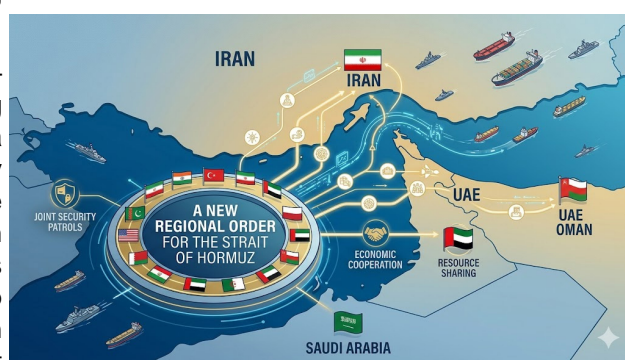 IRAN
IRAN
JOINT SECURITY
PATROLS
A NEW
REGIONAL ORDER
FOR THE STRAIT
OF HORMUZ
ECONOMIC
COOPERATION
RESOURCE
SHARING
UAE
UAE
OMAN
SAUDI ARABIA